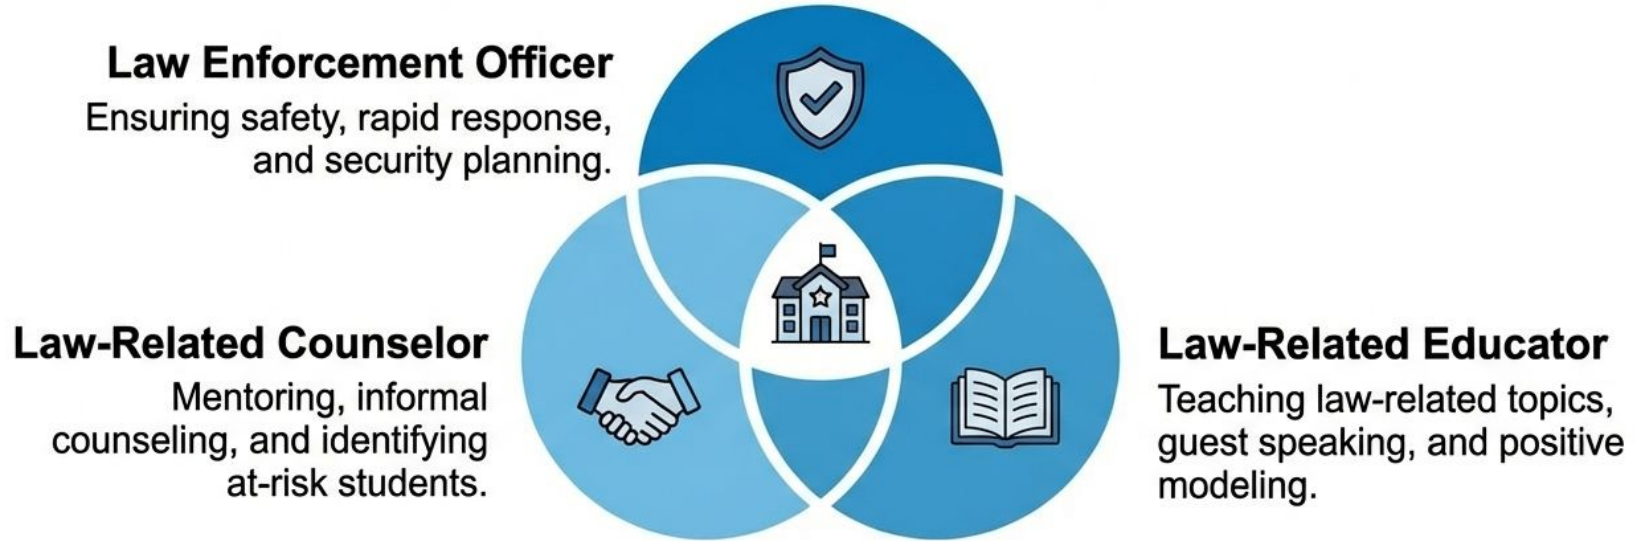 Law Enforcement Officer
Ensuring safety, rapid response,
and security planning.
Law-Related Counselor
Mentoring, informal
counseling, and identifying
at-risk students.
Law-Related Educator
Teaching law-related topics,
guest speaking, and positive
modeling.